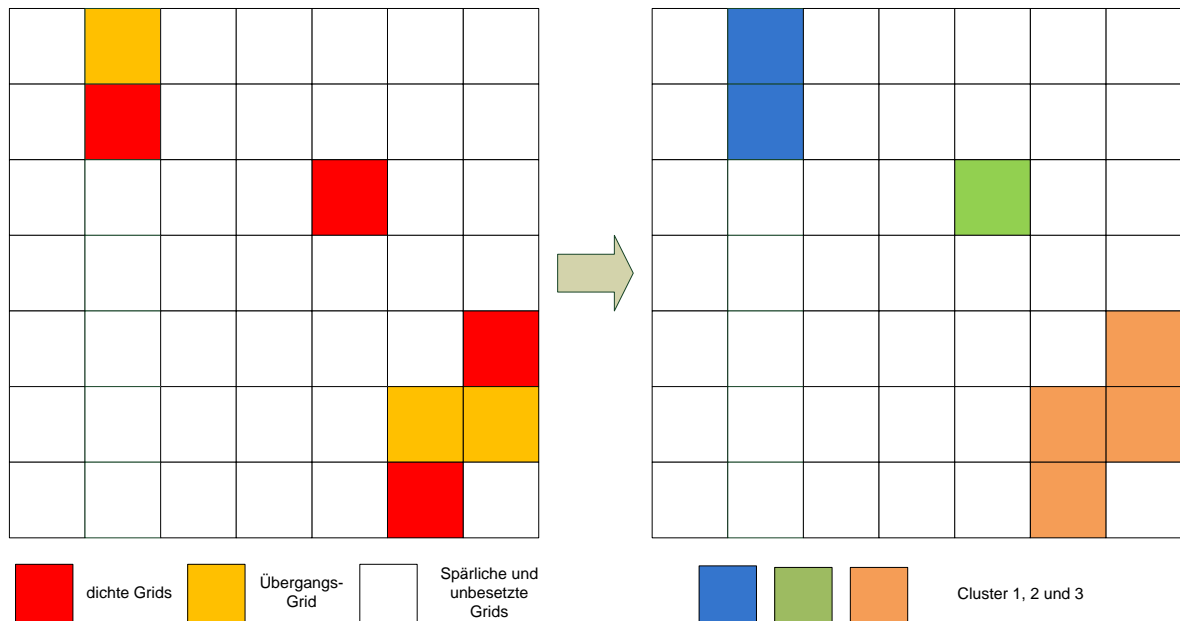 dichte Grids
Übergangs-
Grid
Spärliche und
unbesetzte
Grids
Cluster 1, 2 und 3